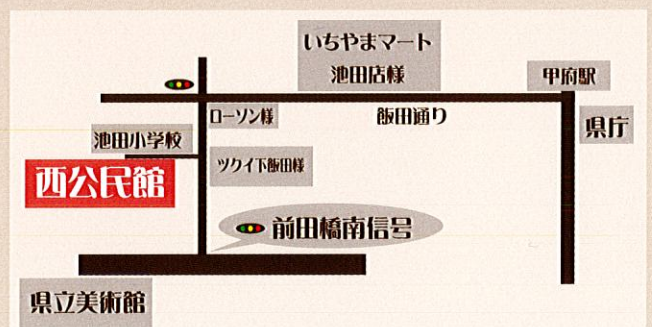 いちやまマート
池田店様
甲府駅
ローソン様
飯田通り
県庁
池田小学校
ツクイ下飯田様
西公民館
前田橋南信号
県立美術館